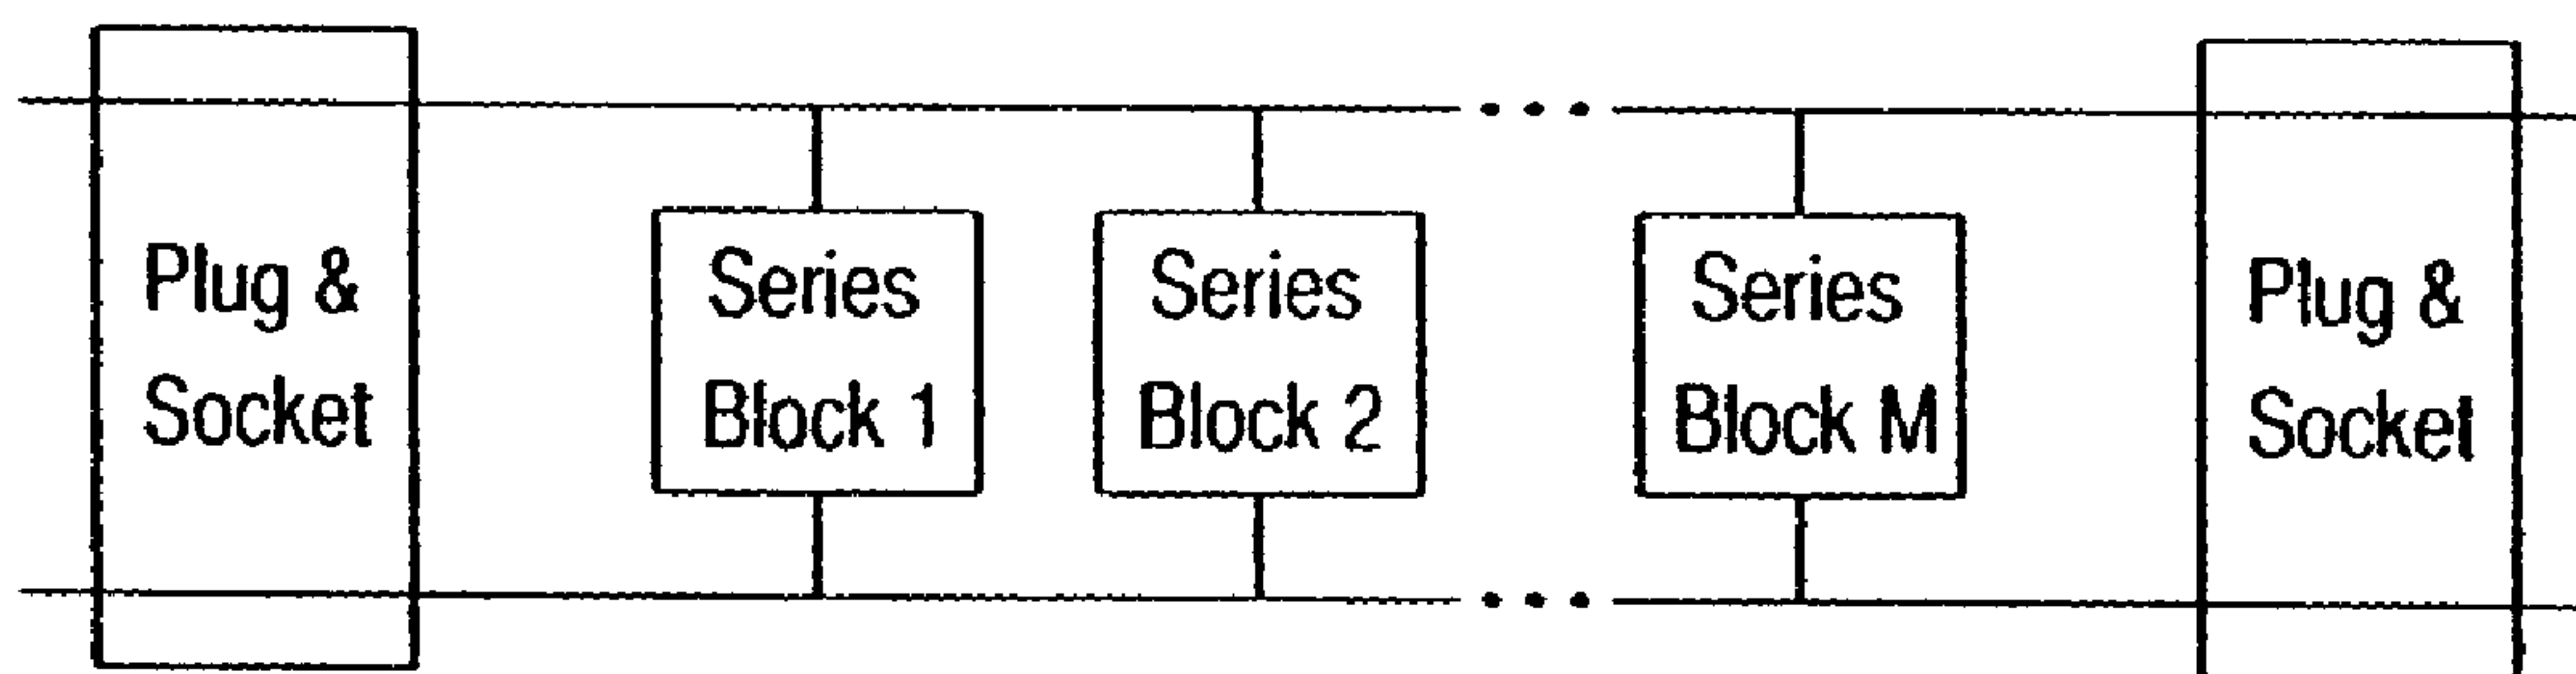 Plug &
Socket
Series
Block 1
Series
Block 2
Series
Block M
Plug &
Socket